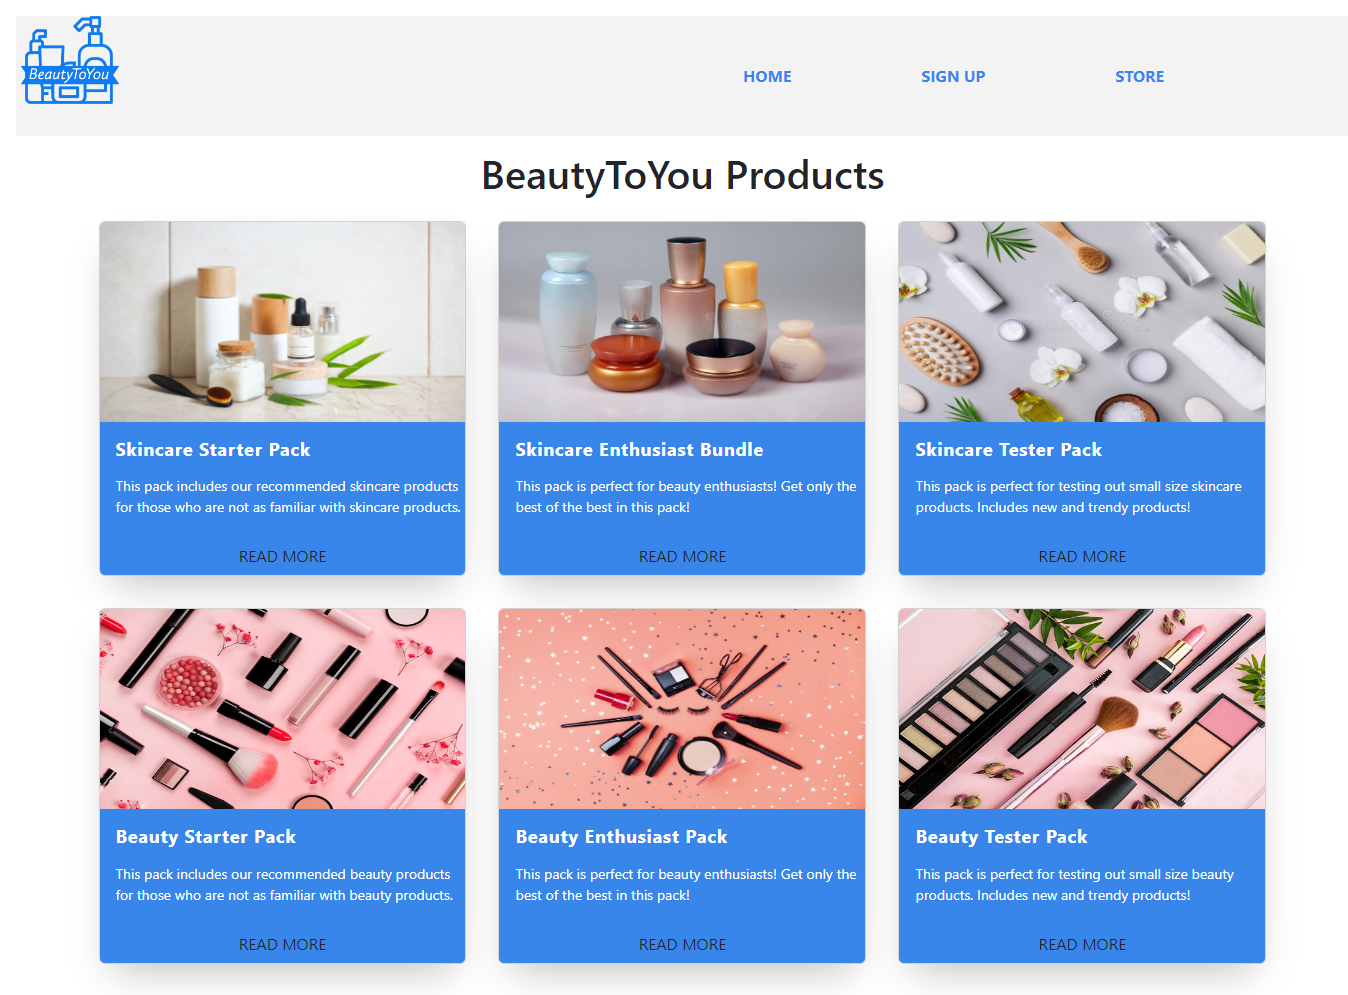 BeautyToYou
HOME SIGN UP STORE
BeautyToYou Products
Skincare Starter Pack
This pack includes our recommended skincare products
for those who are not as familiar with skincare products.
READ MORE
Skincare Enthusiast Bundle
This pack is perfect for beauty enthusiasts! Get only the
best of the best in this pack!
READ MORE
Skincare Tester Pack
This pack is perfect for testing out small size skincare
products. Includes new and trendy products!
READ MORE
Beauty Starter Pack
This pack includes our recommended beauty products
for those who are not as familiar with beauty products.
READ MORE
Beauty Enthusiast Pack
This pack is perfect for beauty enthusiasts! Get only the
best of the best in this pack!
READ MORE
Beauty Tester Pack
This pack is perfect for testing out small size beauty
products. Includes new and trendy products!
READ MORE